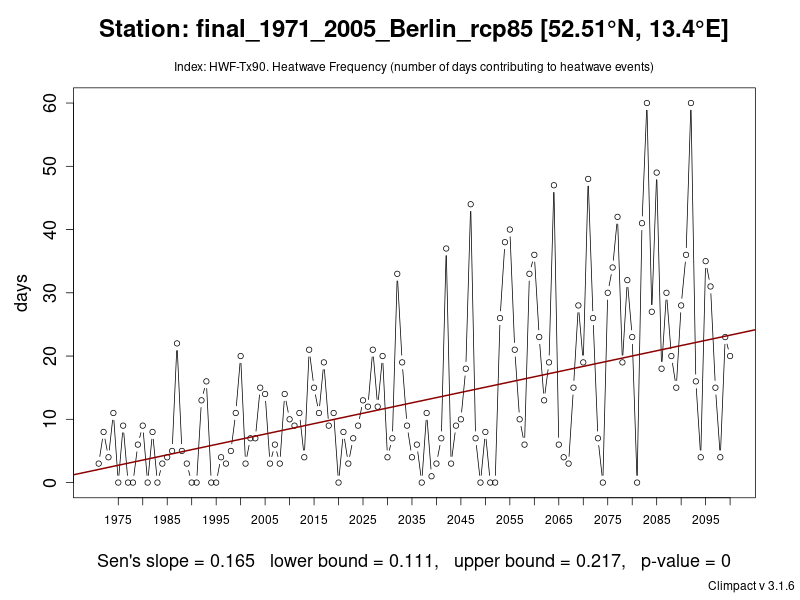 Station: final_1971_2005_Berlin_rcp85 [52.51°N, 13.4°E]
Index: HWF-Tx90. Heatwave Frequency (number of days contributing to heatwave events)
60
50
40
30
20
10
0
days
1975 1985 1995 2005 2015 2025 2035 2045 2055 2065 2075 2085 2095
Sen's slope = 0.165 lower bound = 0.111, upper bound = 0.217, p-value = 0
Climpact v 3.1.6